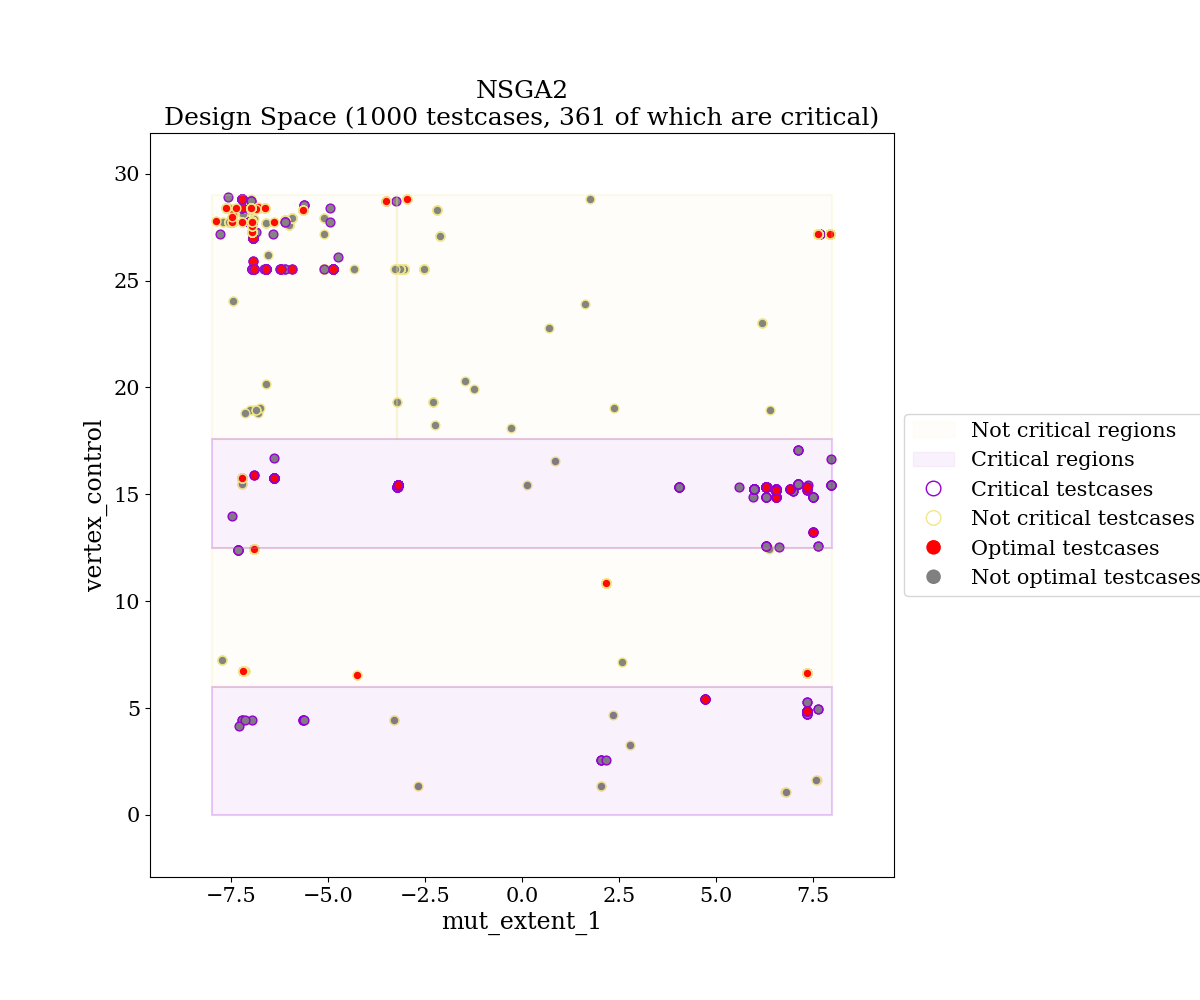 NSGA2
Design Space (1000 testcases, 361 of which are critical)
30
25
20
15
10
5
0
vertex_control
−7.5
−5.0
−2.5
0.0
2.5
5.0
7.5
mut_extent_1
Not critical regions
Critical regions
Critical testcases
Not critical testcases
Optimal testcases
Not optimal testcases